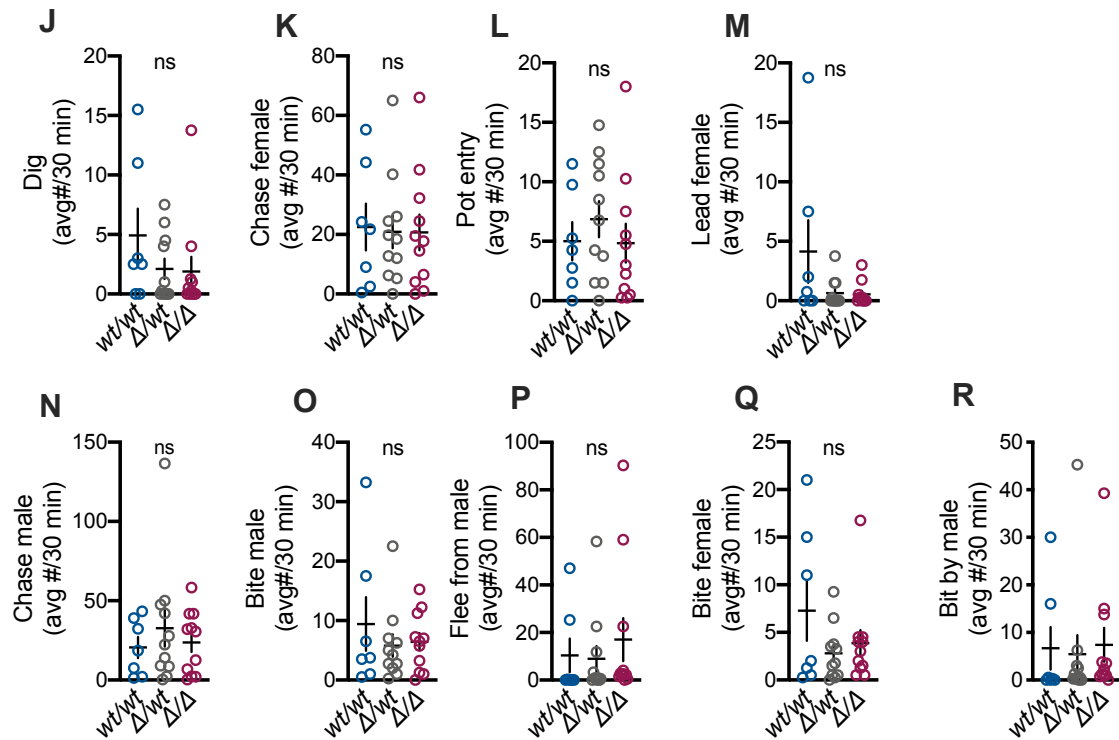 J
K
L
M
20
15
10
5
0
Dig
(avg#/30 min)
ns
wt/wt
Δ/wt
Δ/Δ
80
60
40
20
0
Chase female
(avg #/30 min)
ns
wt/wt
Δ/wt
Δ/Δ
20
15
10
5
0
Pot entry
(avg #/30 min)
ns
wt/wt
Δ/wt
Δ/Δ
20
15
10
5
0
Lead female
(avg #/30 min)
ns
wt/wt
Δ/wt
Δ/Δ
N
O
P
Q
R
150
100
50
0
Chase male
(avg #/30 min)
ns
wt/wt
Δ/wt
Δ/Δ
40
30
20
10
0
Bite male
(avg#/30 min)
ns
wt/wt
Δ/wt
Δ/Δ
100
80
60
40
20
0
Flee from male
(avg #/30 min)
ns
wt/wt
Δ/wt
Δ/Δ
25
20
15
10
5
0
Bite female
(avg#/30 min)
ns
wt/wt
Δ/wt
Δ/Δ
50
40
30
20
10
0
Bit by male
(avg #/30 min)
wt/wt
Δ/wt
Δ/Δ